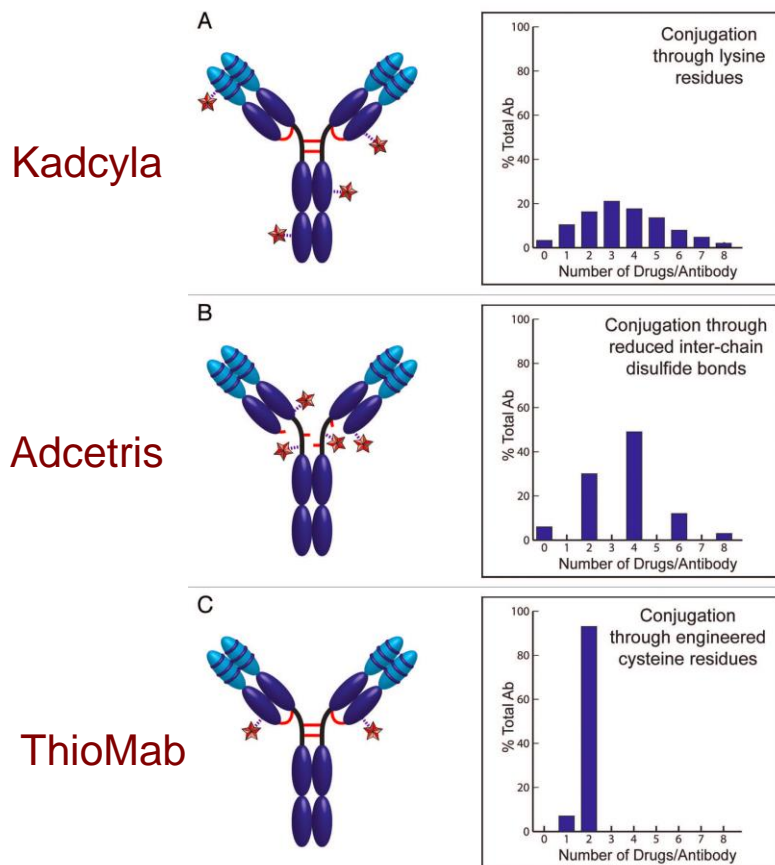 Kadcyla
A
Conjugation
through lysine
residues
% Total Ab
100
80
60
40
20
0
0 1 2 3 4 5 6 7 8
Number of Drugs/Antibody
Adcetris
B
Conjugation through
reduced inter-chain
disulfide bonds
% Total Ab
100
80
60
40
20
0
0 1 2 3 4 5 6 7 8
Number of Drugs/Antibody
ThioMab
C
Conjugation
through engineered
cysteine residues
% Total Ab
100
80
60
40
20
0
0 1 2 3 4 5 6 7 8
Number of Drugs/Antibody